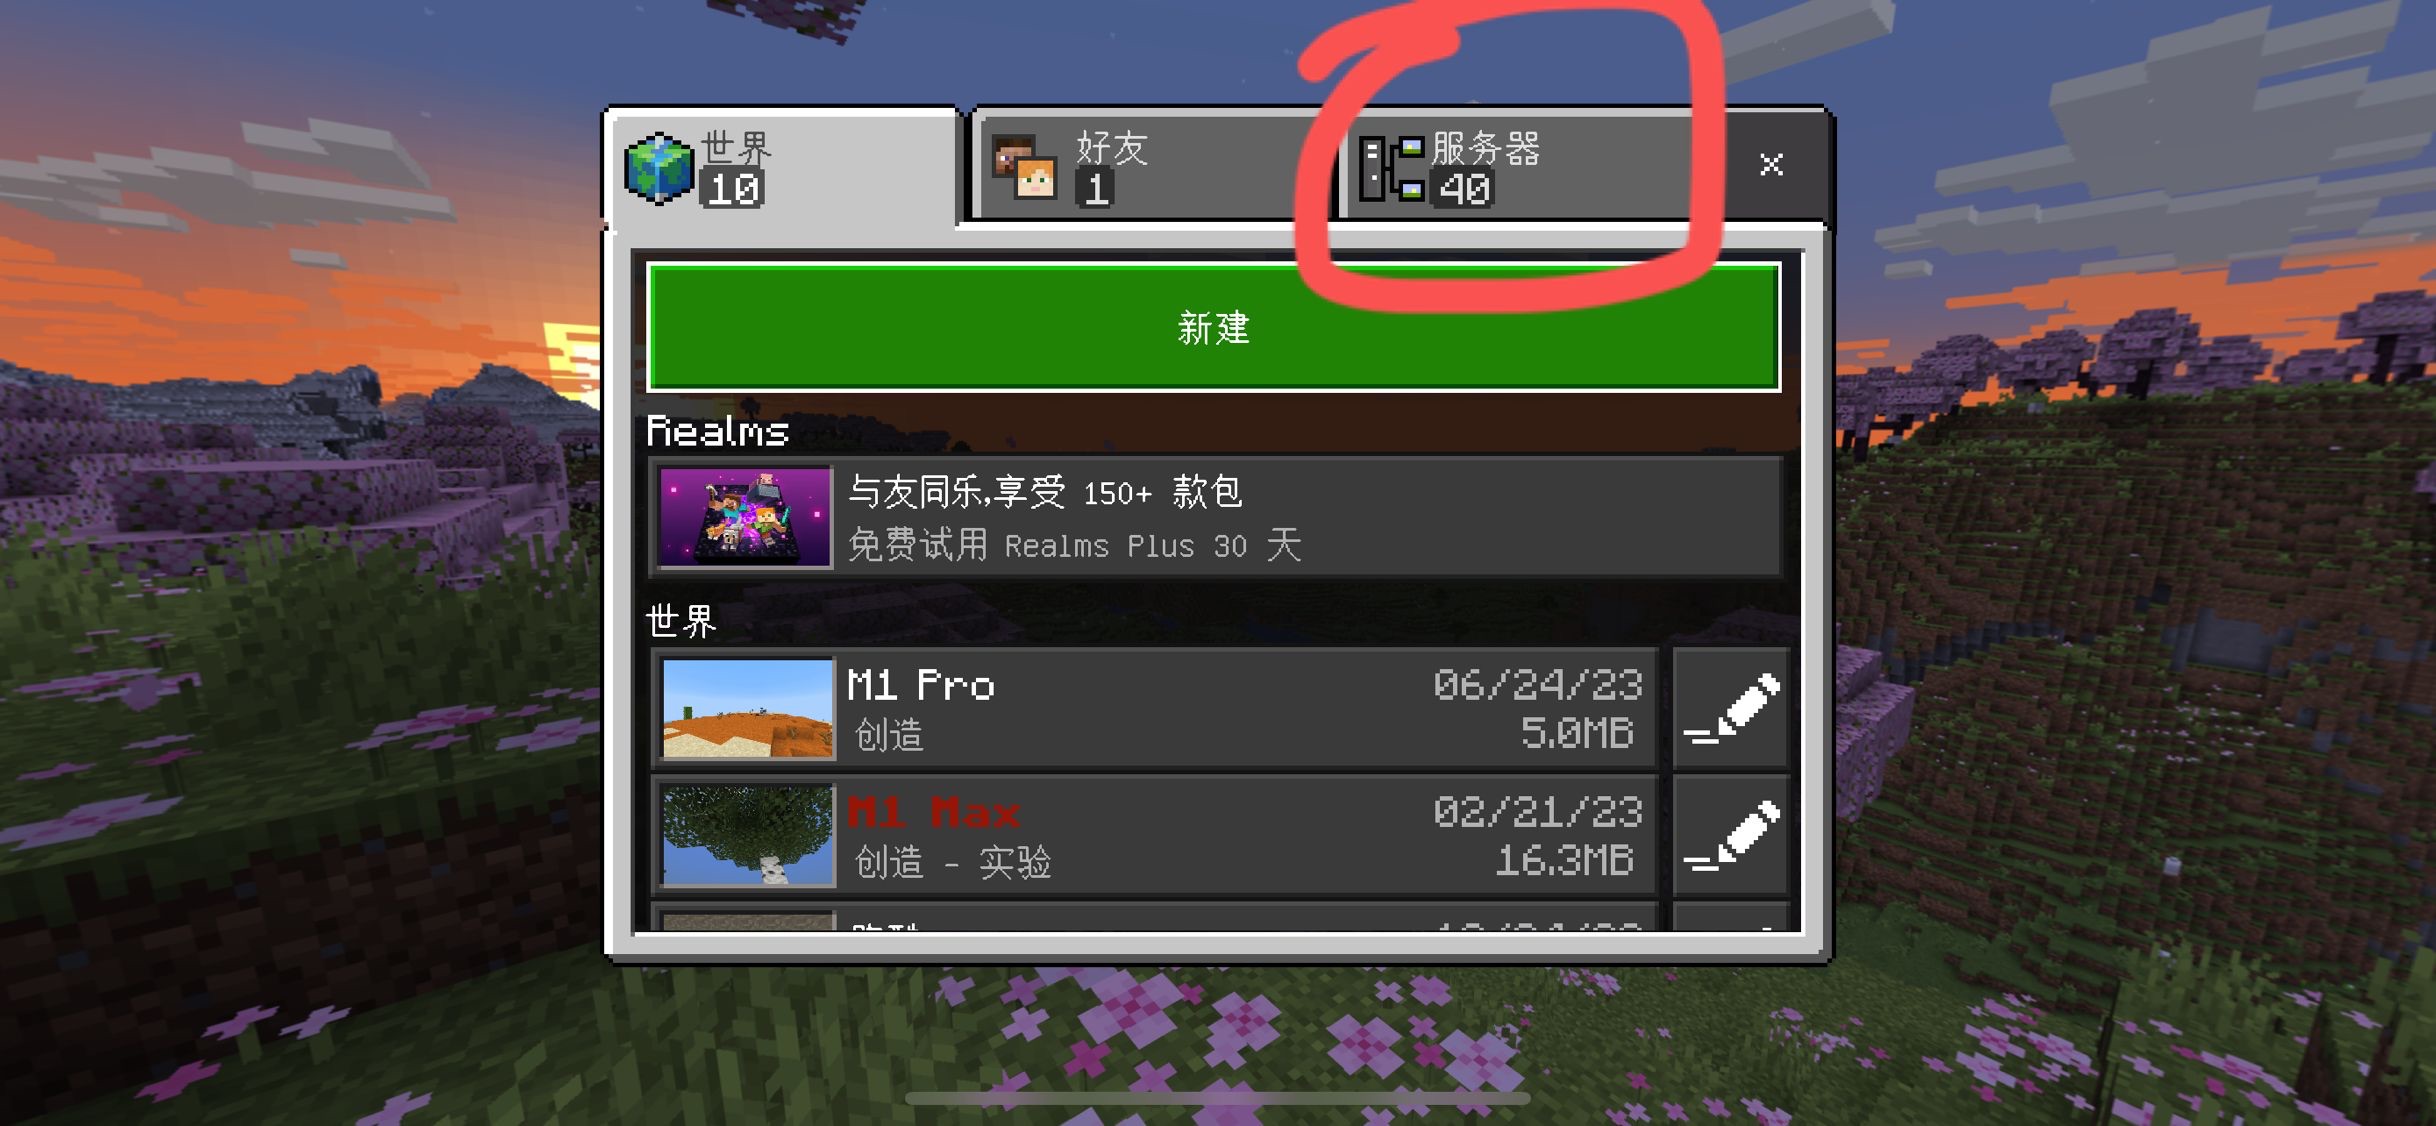 世界
10
好友
1
服务器
40
新建
Realms
与友同乐,享受 150+ 款包
免费试用 Realms Plus 30 天
世界
M1 Pro
06/24/23
创造
5.0MB
M1 Max
02/21/23
创造 - 实验
16.3MB